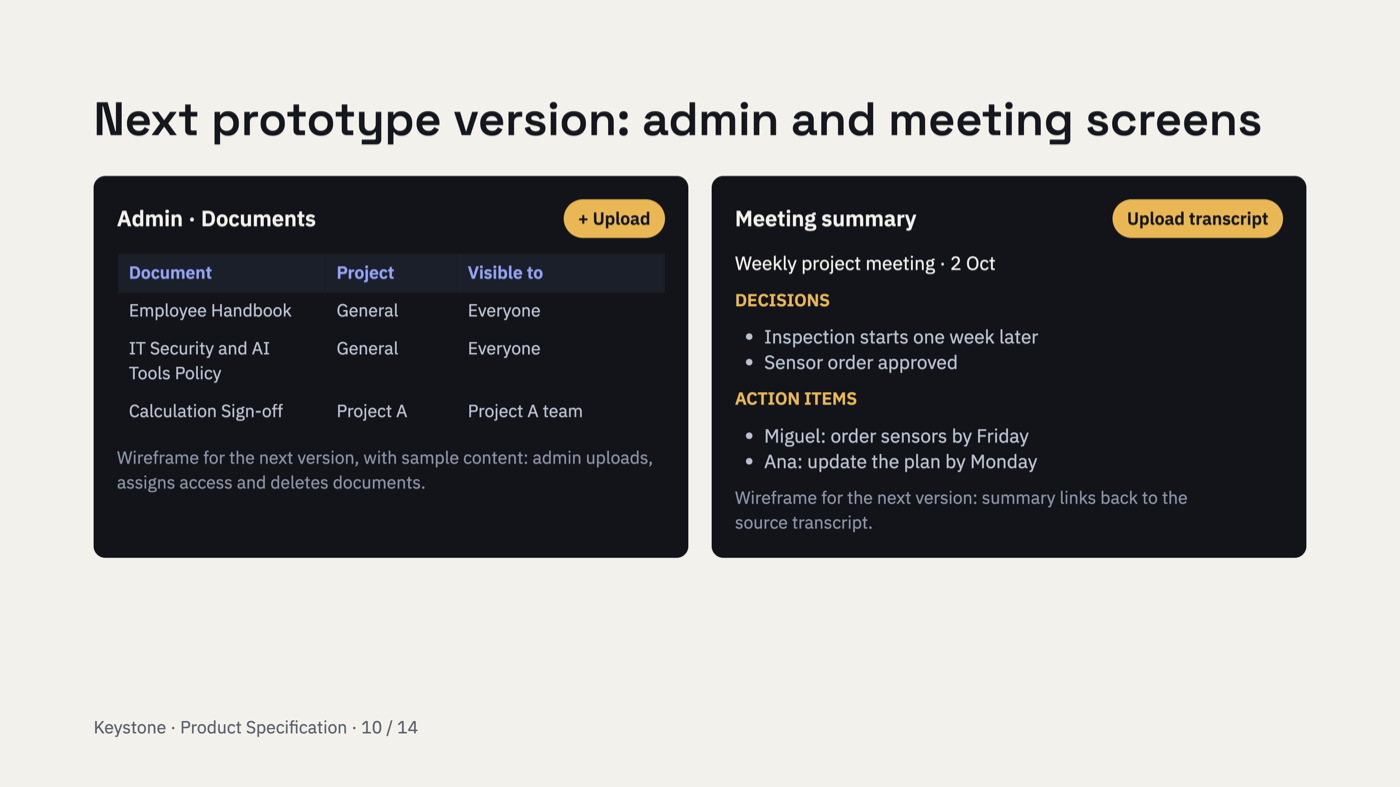 Next prototype version: admin and meeting screens
Admin · Documents
+ Upload
Document Project Visible to
Employee Handbook General Everyone
IT Security and AI General Everyone
Tools Policy
Calculation Sign-off Project A Project A team
Wireframe for the next version, with sample content: admin uploads,
assigns access and deletes documents.
Meeting summary
Upload transcript
Weekly project meeting · 2 Oct
DECISIONS
• Inspection starts one week later
• Sensor order approved
ACTION ITEMS
• Miguel: order sensors by Friday
• Ana: update the plan by Monday
Wireframe for the next version: summary links back to the
source transcript.
Keystone · Product Specification · 10 / 14